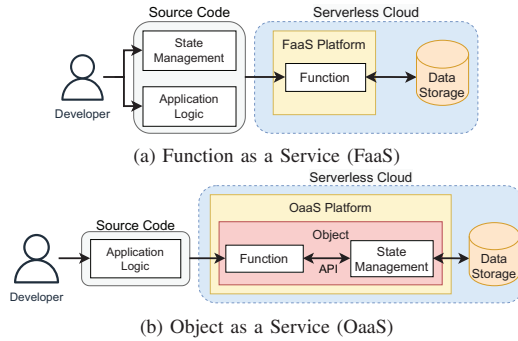 Source Code
Serverless Cloud
State
Management
FaaS Platform
Function
Developer
Application
Logic
Data
Storage
(a) Function as a Service (FaaS)
Serverless Cloud
OaaS Platform
Source Code
Object
Application
Logic
Function
API
State
Management
Developer
Data
Storage
(b) Object as a Service (OaaS)